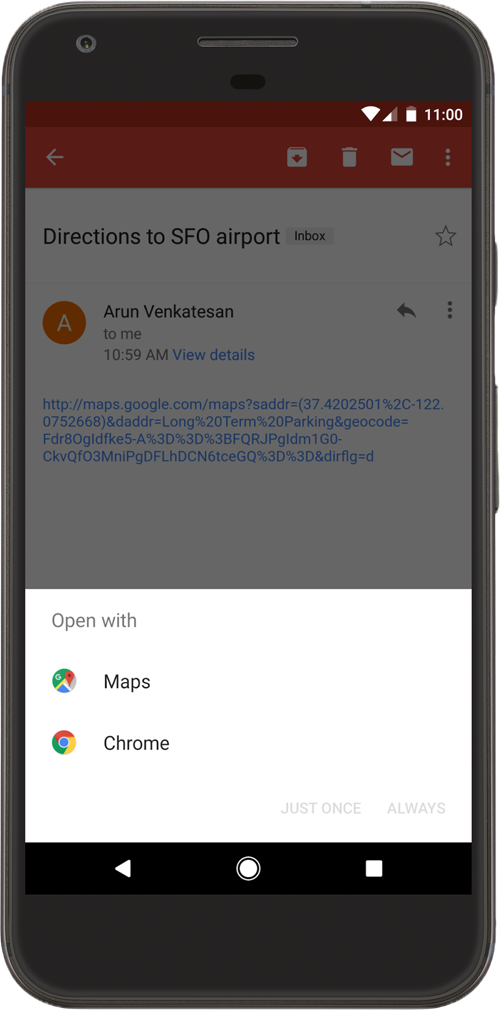 11:00
Directions to SFO airport Inbox
A
Arun Venkatesan
to me
10:59 AM View details
http://maps.google.com/maps?saddr=(37.4202501%2C-122.
0752668)&daddr=Long%20Term%20Parking&geocode=
Fdr8OgIdfke5-A%3D%3D%3BFQRJPgIdm1G0-
CkvQfO3MniPgDFLhDCN6tceGQ%3D%3D&dirflg=d
Open with
Maps
Chrome
JUST ONCE ALWAYS